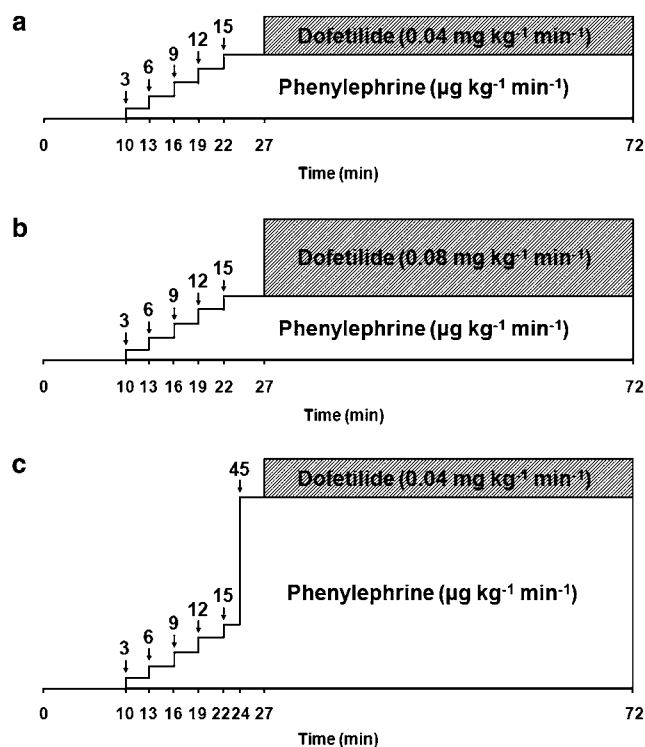 a
3 6 9 12 15
Dofetilide (0.04 mg kg⁻¹ min⁻¹)
Phenylephrine (µg kg⁻¹ min⁻¹)
0 10 13 16 19 22 27 72
Time (min)
b
3 6 9 12 15
Dofetilide (0.08 mg kg⁻¹ min⁻¹)
Phenylephrine (µg kg⁻¹ min⁻¹)
0 10 13 16 19 22 27 72
Time (min)
c
3 6 9 12 15 45
Dofetilide (0.04 mg kg⁻¹ min⁻¹)
Phenylephrine (µg kg⁻¹ min⁻¹)
0 10 13 16 19 22 24 27 72
Time (min)